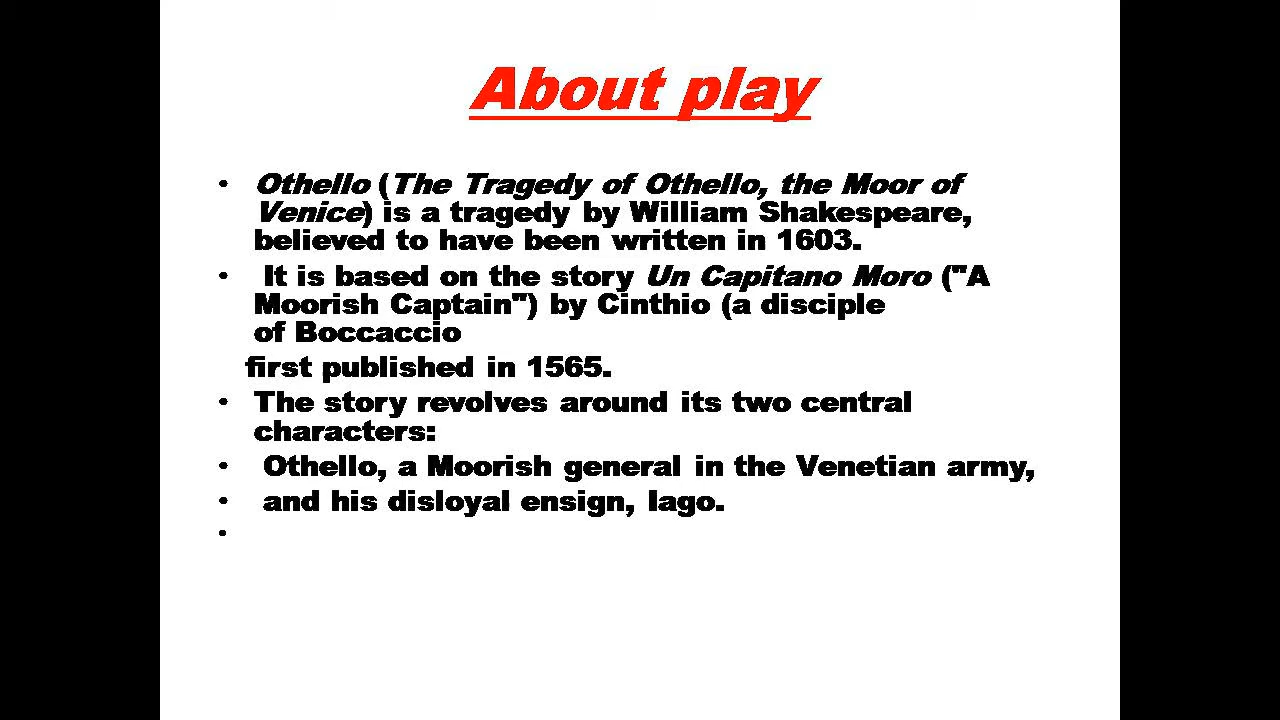 About play
• Othello (The Tragedy of Othello, the Moor of
Venice) is a tragedy by William Shakespeare,
believed to have been written in 1603.
• It is based on the story Un Capitano Moro ("A
Moorish Captain") by Cinthio (a disciple
of Boccaccio
first published in 1565.
• The story revolves around its two central
characters:
• Othello, a Moorish general in the Venetian army,
• and his disloyal ensign, Iago.
•